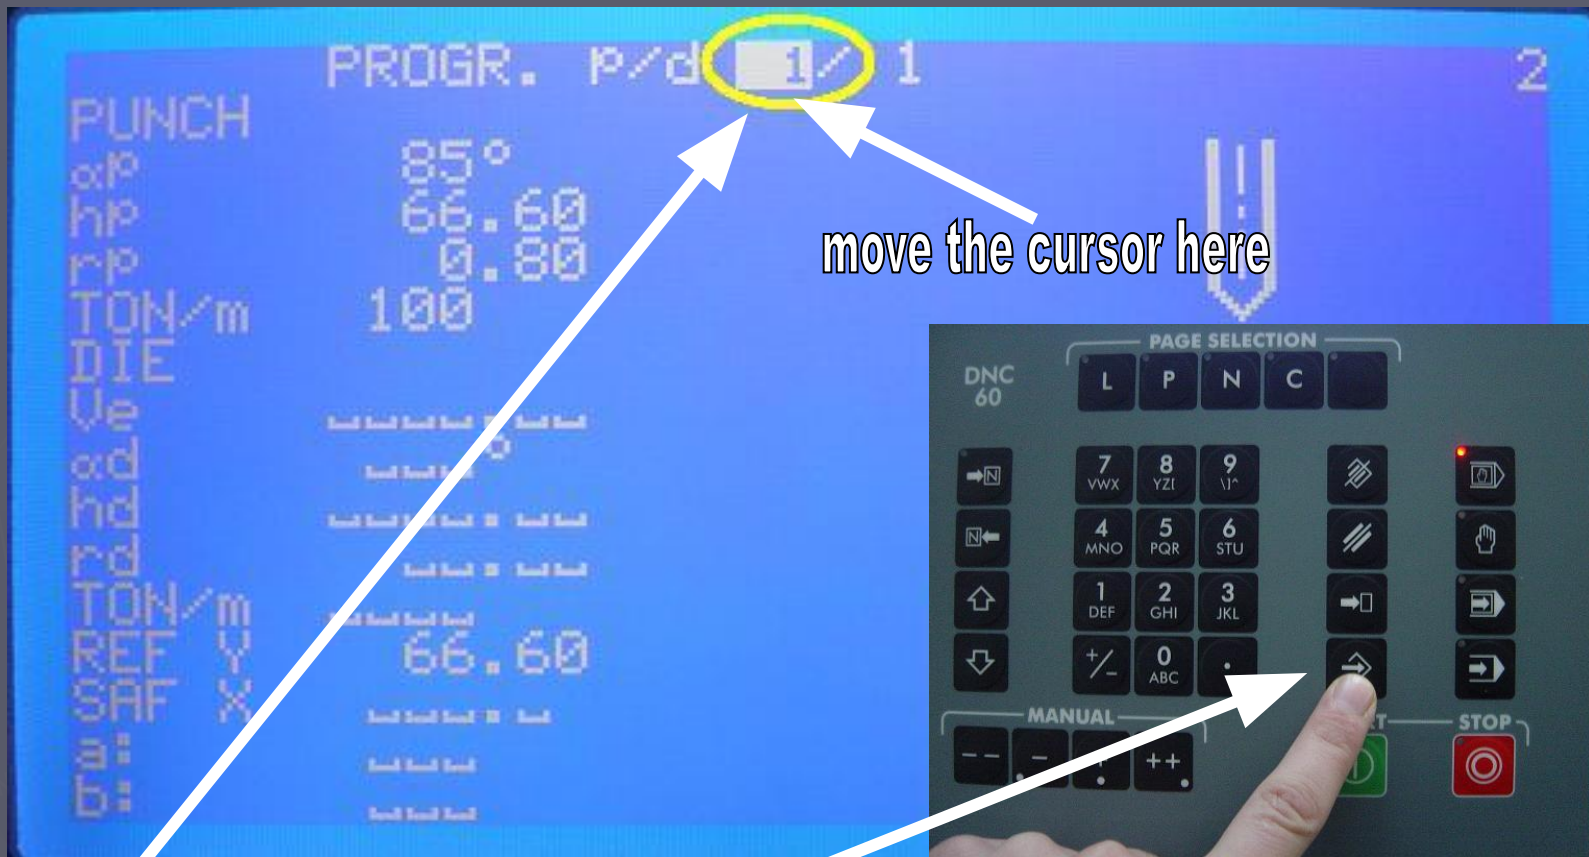 PROGR. p/d 1/ 1
2
PUNCH
αp 85°
hp 66.60
rp 0.80
TON/m 100
DIE
Ve
αd °
hd
rd
TON/m
REF Y 66.60
SAF X
a:
b:
move the cursor here
PAGE SELECTION
DNC
60
L P N C
7 8 9
VWX YZ[ \]^
4 5 6
MNO PQR STU
1 2 3
DEF GHI JKL
+/- 0 .
ABC
N
N
MANUAL
STOP
-- - + ++